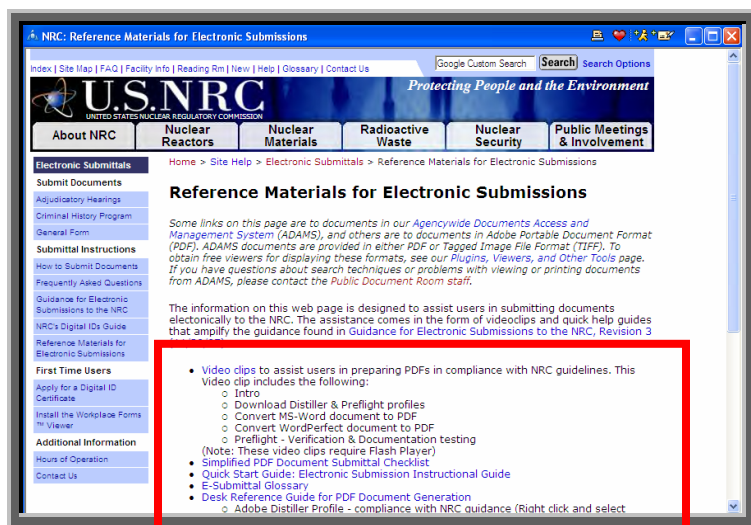 NRC: Reference Materials for Electronic Submissions
Index | Site Map | FAQ | Facility Info | Reading Rm | New | Help | Glossary | Contact Us
Google Custom Search Search Search Options
U.S.NRC
UNITED STATES NUCLEAR REGULATORY COMMISSION
Protecting People and the Environment
About NRC
Nuclear Reactors
Nuclear Materials
Radioactive Waste
Nuclear Security
Public Meetings & Involvement
Home > Site Help > Electronic Submittals > Reference Materials for Electronic Submissions
Electronic Submittals
Submit Documents
Adjudicatory Hearings
Criminal History Program
General Form
Submittal Instructions
How to Submit Documents
Frequently Asked Questions
Guidance for Electronic
Submissions to the NRC
NRC's Digital IDs Guide
Reference Materials for
Electronic Submissions
First Time Users
Apply for a Digital ID
Certificate
Install the Workplace Forms
™ Viewer
Additional Information
Hours of Operation
Contact Us
Reference Materials for Electronic Submissions
Some links on this page are to documents in our Agencywide Documents Access and
Management System (ADAMS), and others are to documents in Adobe Portable Document Format
(PDF). ADAMS documents are provided in either PDF or Tagged Image File Format (TIFF). To
obtain free viewers for displaying these formats, see our Plugins, Viewers, and Other Tools page.
If you have questions about search techniques or problems with viewing or printing documents
from ADAMS, please contact the Public Document Room staff.
The information on this web page is designed to assist users in submitting documents
electonically to the NRC. The assistance comes in the form of videoclips and quick help guides
that ampilfy the guidance found in Guidance for Electronic Submissions to the NRC, Revision 3
• Video clips to assist users in preparing PDFs in compliance with NRC guidelines. This
Video clip includes the following:
o Intro
o Download Distiller & Preflight profiles
o Convert MS-Word document to PDF
o Convert WordPerfect document to PDF
o Preflight - Verification & Documentation testing
(Note: These video clips require Flash Player)
• Simplified PDF Document Submittal Checklist
• Quick Start Guide: Electronic Submission Instructional Guide
• E-Submittal Glossary
• Desk Reference Guide for PDF Document Generation
o Adobe Distiller Profile - compliance with NRC guidance (Right click and select